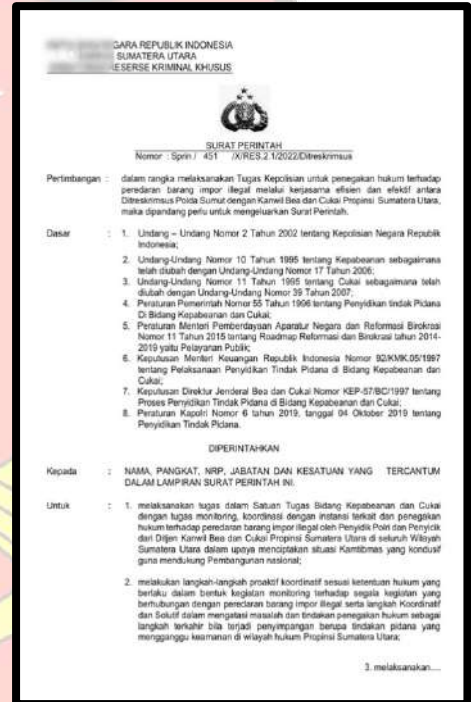 GARA REPUBLIK INDONESIA
SUMATERA UTARA
RESERSE KRIMINAL KHUSUS
SURAT PERINTAH
Nomor : Sprin / 451 /X/RES.2.1/2022/Ditreskrimsus
Pertimbangan : dalam rangka melaksanakan Tugas Kepolisian untuk penegakan hukum terhadap
peredaran barang impor illegal melalui kerjasama efisien dan efektif antara
Ditreskrimsus Polda Sumut dengan Kanwil Bea dan Cukai Propinsi Sumatera Utara,
maka dipandang perlu untuk mengeluarkan Surat Perintah.
Dasar : 1. Undang – Undang Nomor 2 Tahun 2002 tentang Kepolisian Negara Republik
Indonesia;
2. Undang-Undang Nomor 10 Tahun 1995 tentang Kepabeanan sebagaimana
telah diubah dengan Undang-Undang Nomor 17 Tahun 2006;
3. Undang-Undang Nomor 11 Tahun 1995 tentang Cukai sebagaimana telah
diubah dengan Undang-Undang Nomor 39 Tahun 2007;
4. Peraturan Pemerintah Nomor 55 Tahun 1996 tentang Penyidikan tindak Pidana
Di Bidang Kepabeanan dan Cukai;
5. Peraturan Menteri Pemberdayaan Aparatur Negara dan Reformasi Birokrasi
Nomor 11 Tahun 2015 tentang Roadmap Reformasi dan Birokrasi tahun 2014-
2019 yaitu Pelayanan Publik;
6. Keputusan Menteri Keuangan Republik Indonesia Nomor 92/KMK.05/1997
tentang Pelaksanaan Penyidikan Tindak Pidana di Bidang Kepabeanan dan
Cukai;
7. Keputusan Direktur Jenderal Bea dan Cukai Nomor KEP-57/BC/1997 tentang
Proses Penyidikan Tindak Pidana di Bidang Kepabeanan dan Cukai;
8. Peraturan Kapolri Nomor 6 tahun 2019, tanggal 04 Oktober 2019 tentang
Penyidikan Tindak Pidana.
DIPERINTAHKAN
Kepada : NAMA, PANGKAT, NRP, JABATAN DAN KESATUAN YANG TERCANTUM
DALAM LAMPIRAN SURAT PERINTAH INI.
Untuk : 1. melaksanakan tugas dalam Satuan Tugas Bidang Kepabeanan dan Cukai
dengan tugas monitoring, koordinasi dengan instansi terkait dan penegakan
hukum terhadap peredaran barang impor illegal oleh Penyidik Polri dan Penyidik
dari Ditjen Kanwil Bea dan Cukai Propinsi Sumatera Utara di seluruh Wilayah
Sumatera Utara dalam upaya menciptakan situasi Kamtibmas yang kondusif
guna mendukung Pembangunan nasional;
2. melakukan langkah-langkah proaktif koordinatif sesuai ketentuan hukum yang
berlaku dalam bentuk kegiatan monitoring terhadap segala kegiatan yang
berhubungan dengan peredaran barang impor illegal serta langkah Koordinatif
dan Solutif dalam mengatasi masalah dan tindakan penegakan hukum sebagai
langkah terkahir bila terjadi penyimpangan berupa tindakan pidana yang
mengganggu keamanan di wilayah hukum Propinsi Sumatera Utara;
3. melaksanakan....